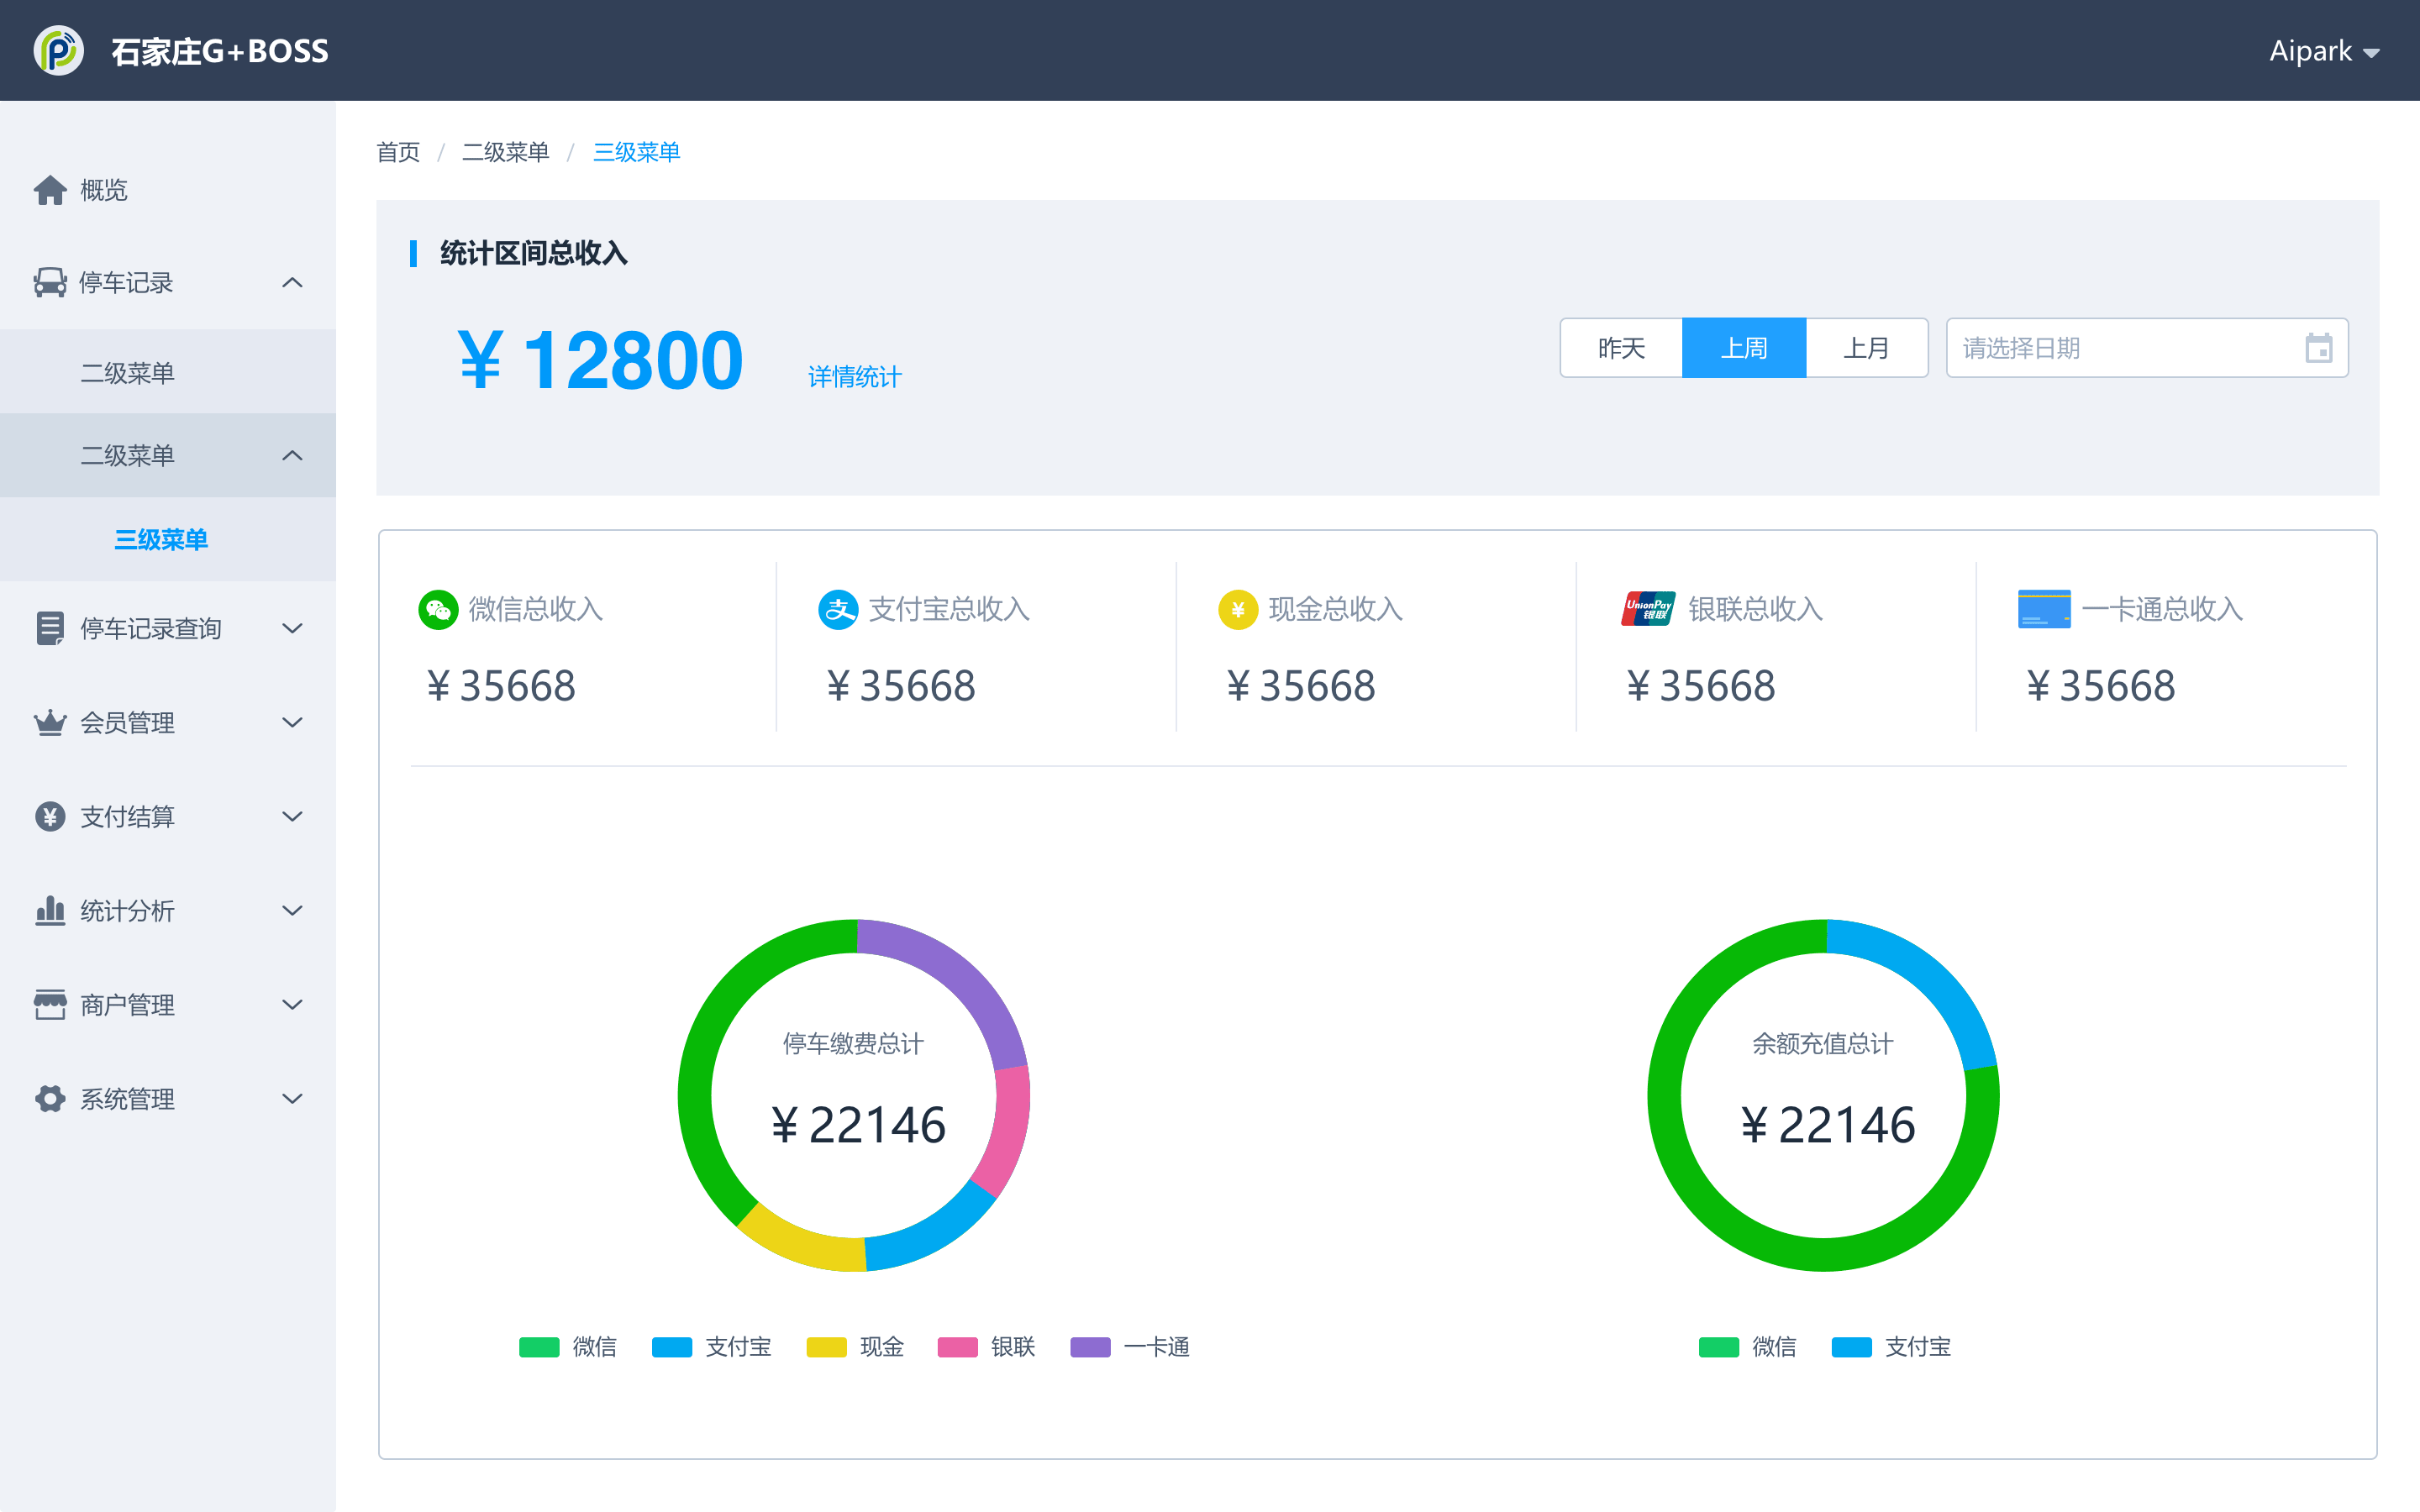 石家庄G+BOSS
Aipark
首页 / 二级菜单 / 三级菜单
概览
停车记录
二级菜单
二级菜单
三级菜单
停车记录查询
会员管理
支付结算
统计分析
商户管理
系统管理
统计区间总收入
¥ 12800
详情统计
昨天
上周
上月
请选择日期
微信总收入
¥ 35668
支 支付宝总收入
¥ 35668
¥ 现金总收入
¥ 35668
UnionPay
银联
银联总收入
¥ 35668
一卡通总收入
¥ 35668
停车缴费总计
¥ 22146
微信 支付宝 现金 银联 一卡通
余额充值总计
¥ 22146
微信 支付宝